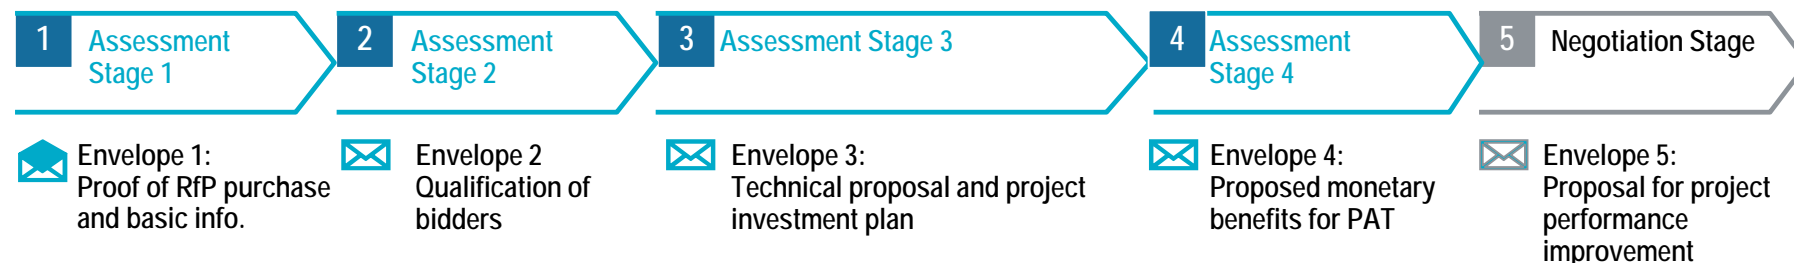 1
Assessment
Stage 1
2
Assessment
Stage 2
3
Assessment Stage 3
4
Assessment
Stage 4
5
Negotiation Stage
Envelope 1:
Proof of RfP purchase
and basic info.
Envelope 2
Qualification of
bidders
Envelope 3:
Technical proposal and project
investment plan
Envelope 4:
Proposed monetary
benefits for PAT
Envelope 5:
Proposal for project
performance
improvement